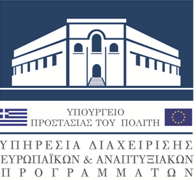 ΥΠΟΥΡΓΕΙΟ
ΠΡΟΣΤΑΣΙΑΣ ΤΟΥ ΠΟΛΙΤΗ
ΥΠΗΡΕΣΙΑ ΔΙΑΧΕΙΡΙΣΗΣ
ΕΥΡΩΠΑΪΚΩΝ & ΑΝΑΠΤΥΞΙΑΚΩΝ
ΠΡΟΓΡΑΜΜΑΤΩΝ